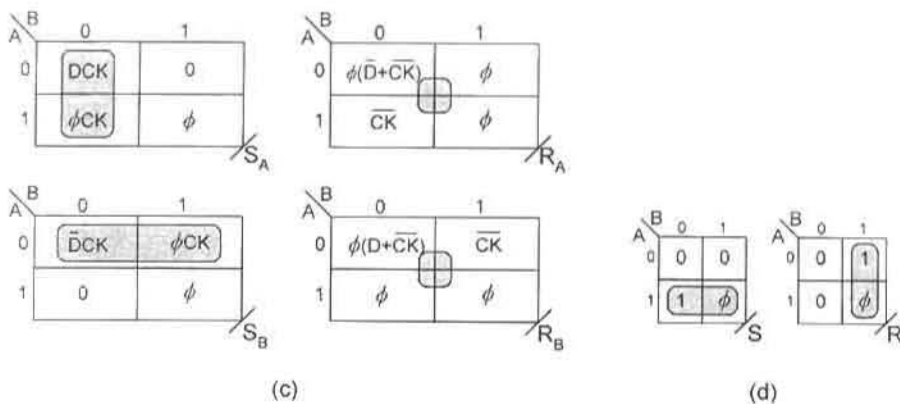 B B
A 0 1 A 0 1
0 DCK 0 0 ϕ(D̅+C̅K̅) ϕ
1 ϕCK ϕ 1 C̅K̅ ϕ
S_A R_A
B B
A 0 1 A 0 1
0 D̅CK ϕCK 0 ϕ(D+C̅K̅) C̅K̅
1 0 ϕ 1 ϕ ϕ
S_B R_B
B B
A 0 1 A 0 1
0 0 0 0 0 1
1 1 ϕ 1 0 ϕ
S R
(c) (d)